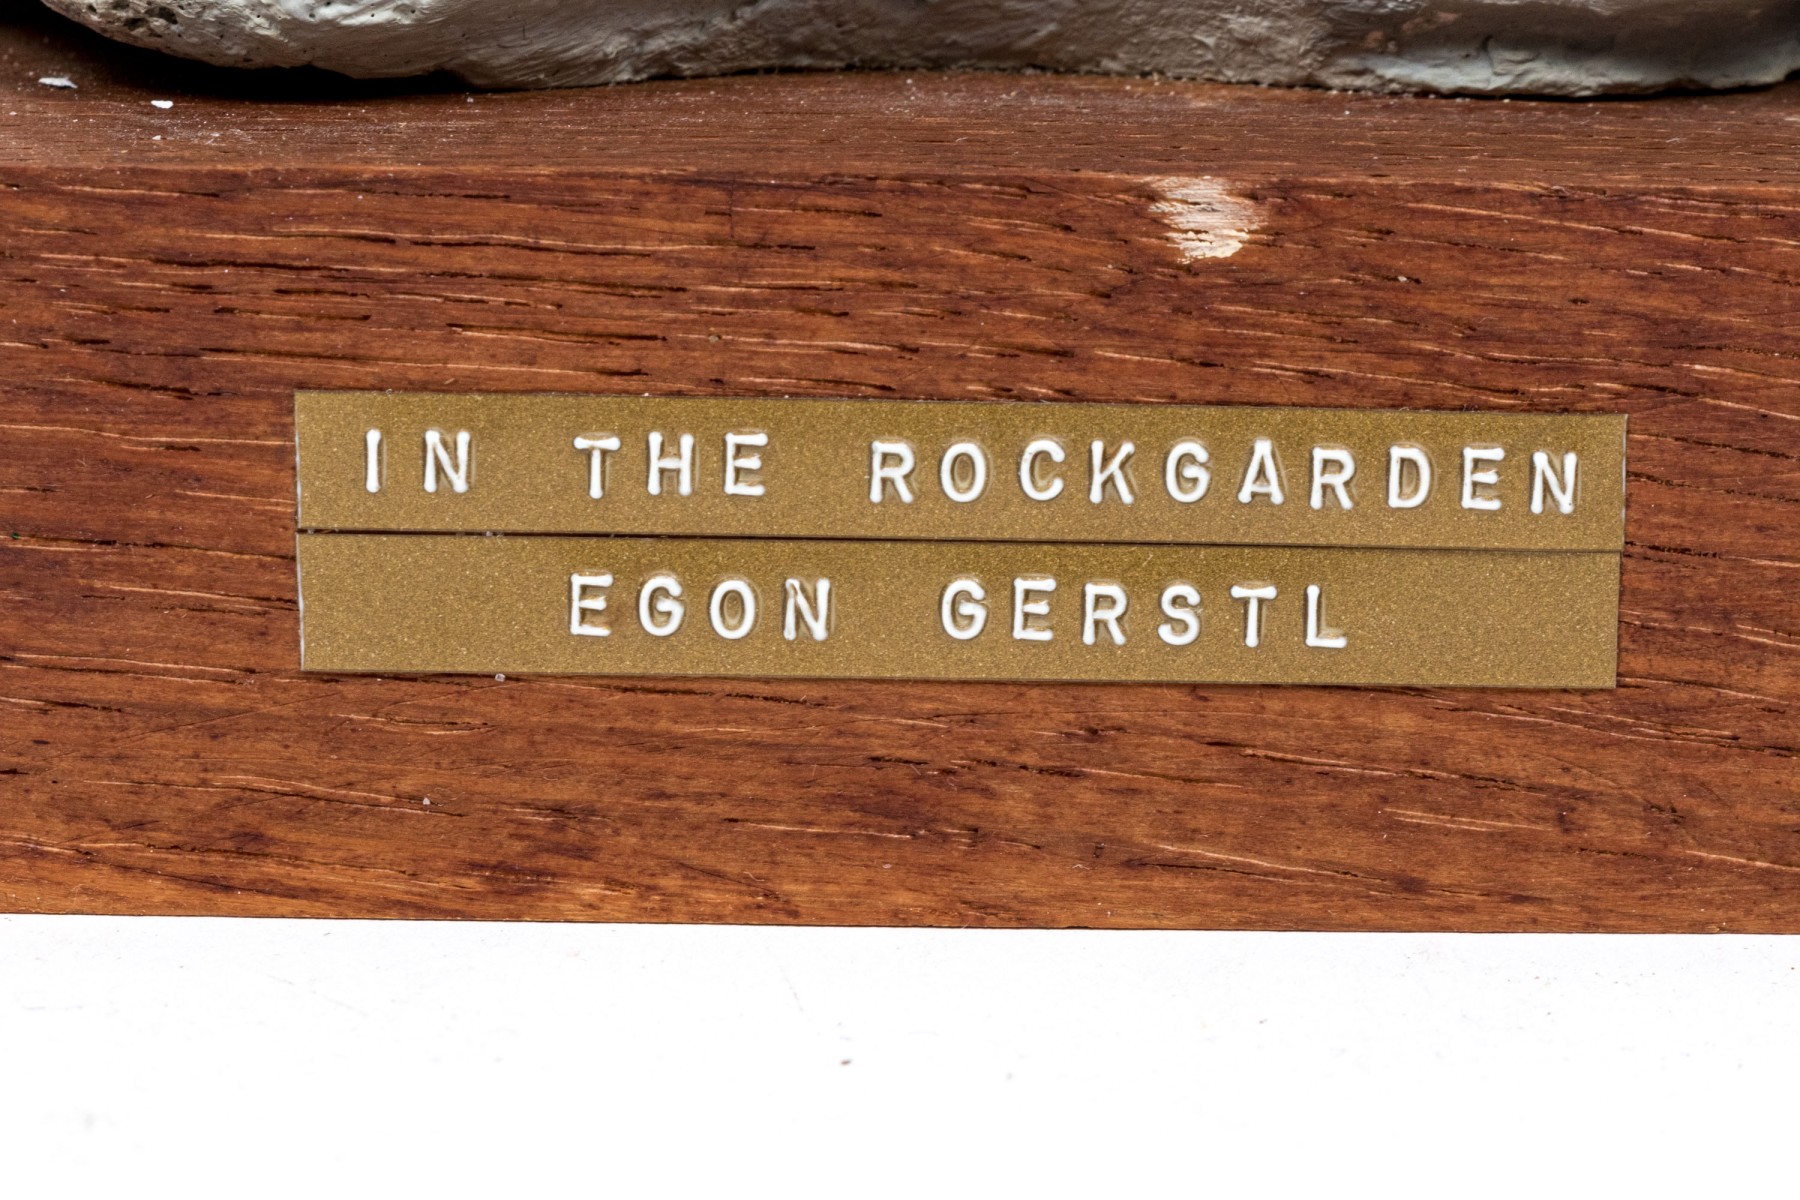 IN THE ROCKGARDEN
EGON GERSTL